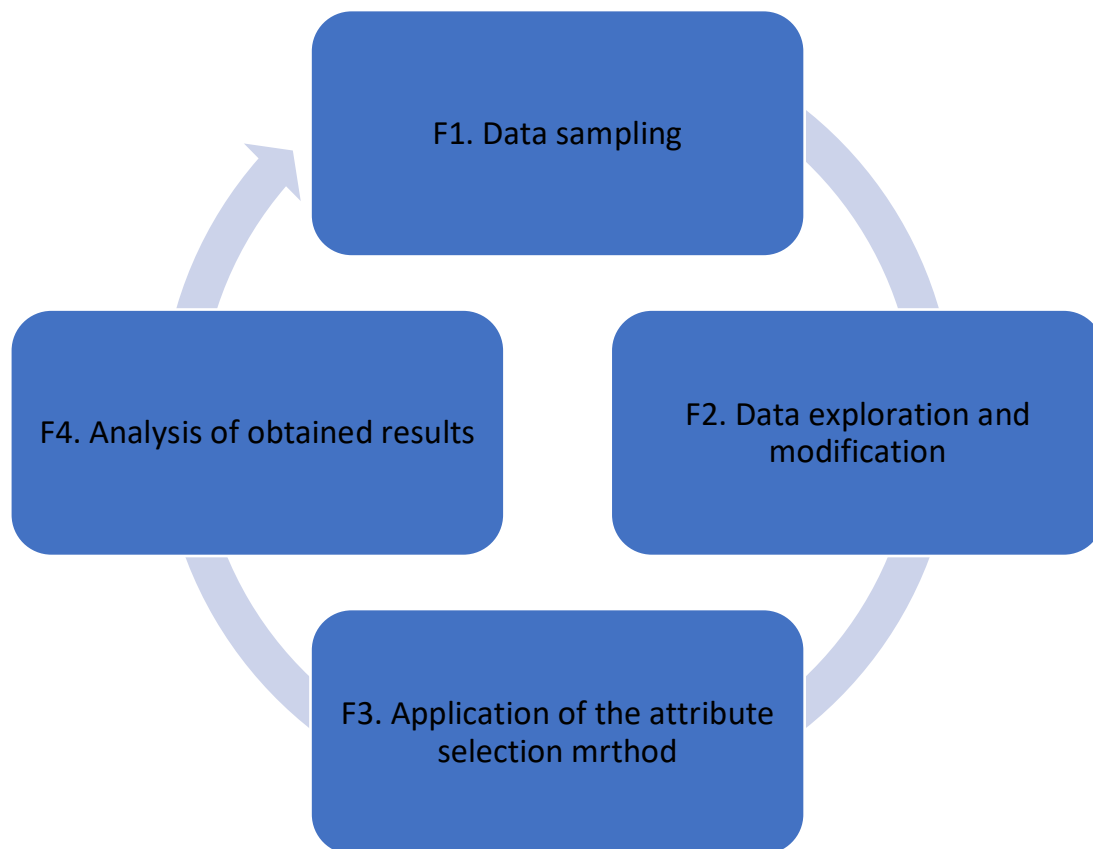 F1. Data sampling
F2. Data exploration and
modification
F3. Application of the attribute
selection mrthod
F4. Analysis of obtained results